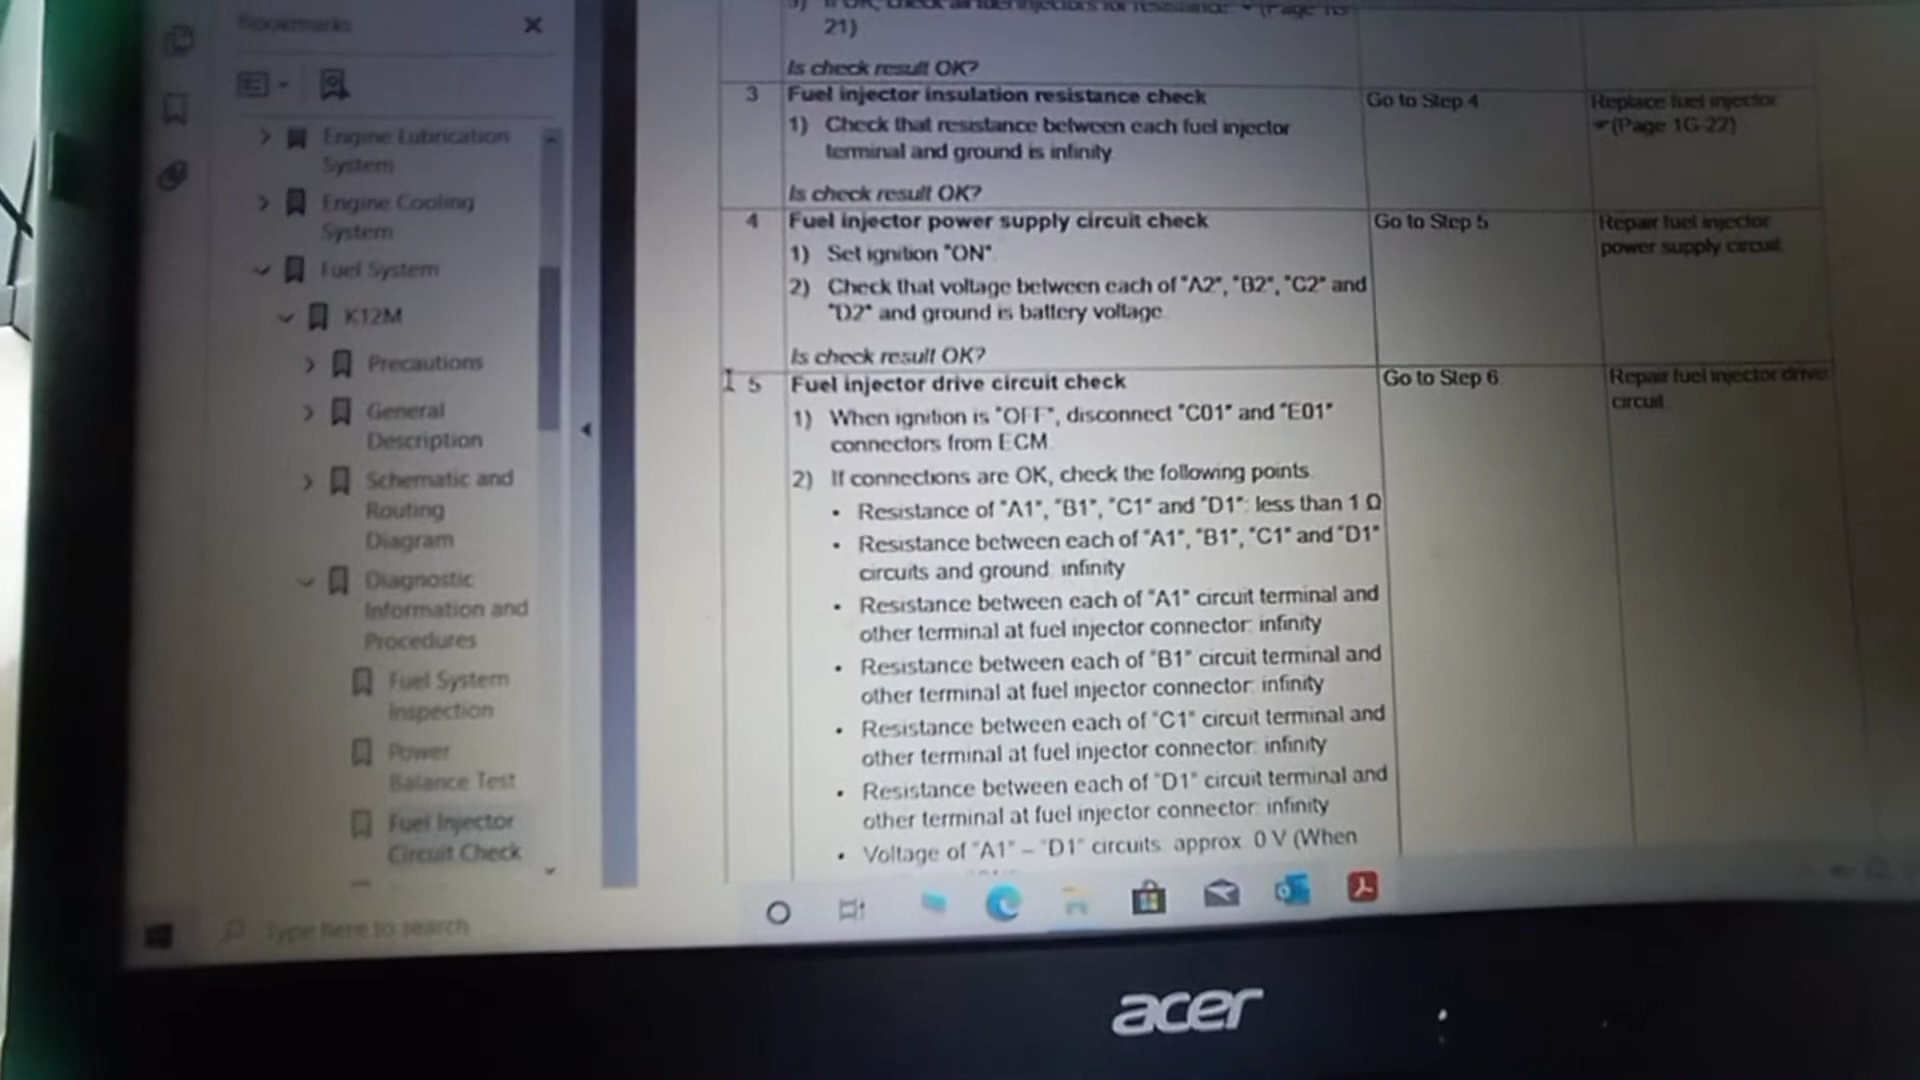 Bookmarks
Engine Lubrication
System
Engine Cooling
System
Fuel System
K12M
Precautions
General
Description
Schematic and
Routing
Diagram
Diagnostic
Information and
Procedures
Fuel System
Inspection
Power
Balance Test
Fuel Injector
Circuit Check
21)
Is check result OK?
3 Fuel injector insulation resistance check
Go to Step 4
Replace fuel injector
(Page 1G-22)
1) Check that resistance between each fuel injector
terminal and ground is infinity
Is check result OK?
4 Fuel injector power supply circuit check
Go to Step 5
Repair fuel injector
power supply circuit
1) Set ignition "ON".
2) Check that voltage between each of "A2", "B2", "C2" and
"D2" and ground is battery voltage.
Is check result OK?
5 Fuel injector drive circuit check
Go to Step 6
Repair fuel injector drive
circuit.
1) When ignition is "OFF", disconnect "C01" and "E01"
connectors from ECM.
2) If connections are OK, check the following points.
• Resistance of "A1", "B1", "C1" and "D1": less than 1 Ω
• Resistance between each of "A1", "B1", "C1" and "D1"
circuits and ground: infinity
• Resistance between each of "A1" circuit terminal and
other terminal at fuel injector connector: infinity
• Resistance between each of "B1" circuit terminal and
other terminal at fuel injector connector: infinity
• Resistance between each of "C1" circuit terminal and
other terminal at fuel injector connector: infinity
• Resistance between each of "D1" circuit terminal and
other terminal at fuel injector connector: infinity
• Voltage of "A1" – "D1" circuits: approx. 0 V (When
Type here to search
acer